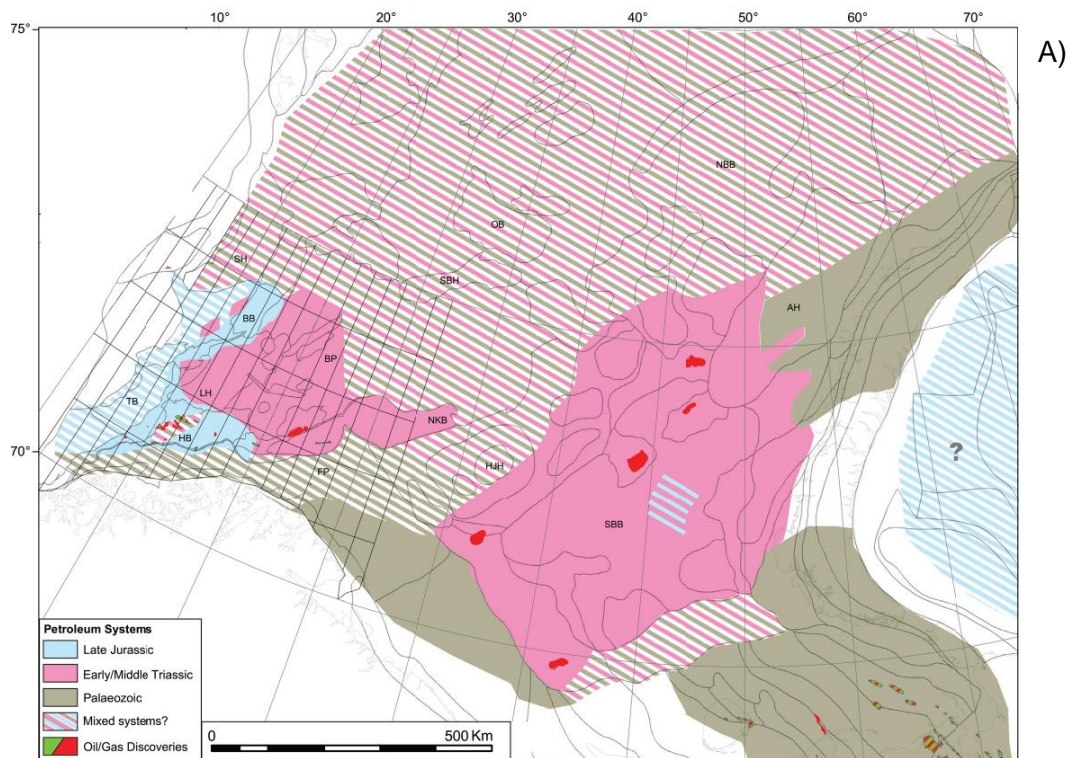 10° 20° 30° 40° 50° 60° 70°
75°
A)
NBB
OB
SH
SBH
AH
BB
BP
TB
LH
NKB
HB
70°
FP
HJH
?
SBB
Petroleum Systems
Late Jurassic
Early/Middle Triassic
Palaeozoic
Mixed systems?
Oil/Gas Discoveries
0 500 Km